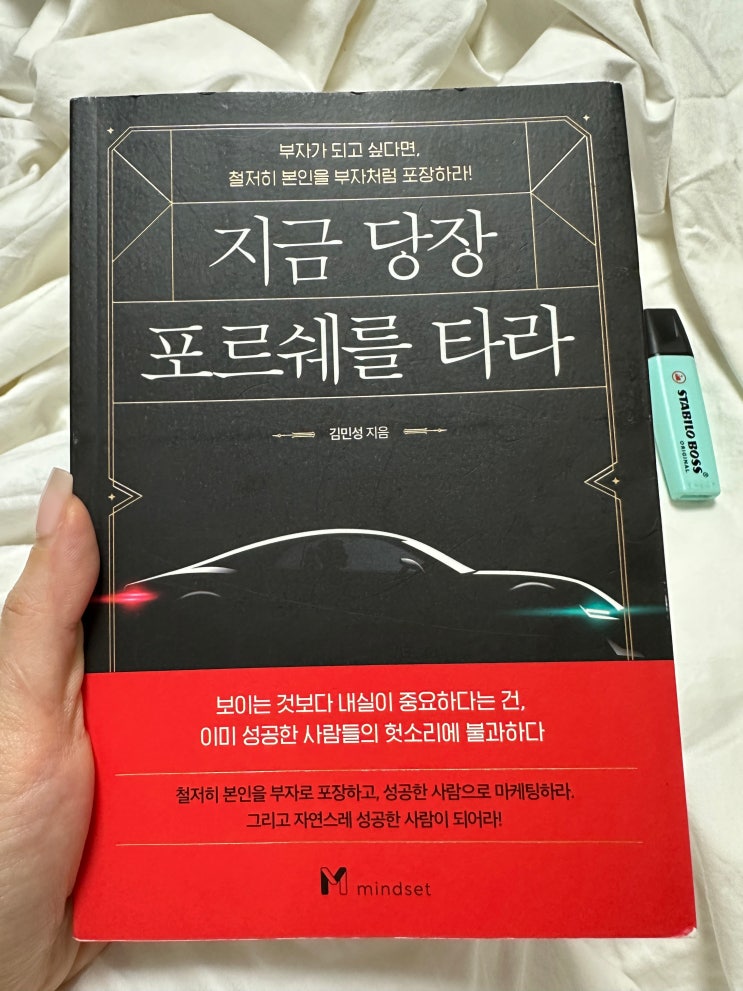 부자가 되고 싶다면,
철저히 본인을 부자처럼 포장하라!
지금 당장
포르쉐를 타라
김민성 지음
보이는 것보다 내실이 중요하다는 건,
이미 성공한 사람들의 헛소리에 불과하다
철저히 본인을 부자로 포장하고, 성공한 사람으로 마케팅하라.
그리고 자연스레 성공한 사람이 되어라!
M mindset
STABILO BOSS®
ORIGINAL